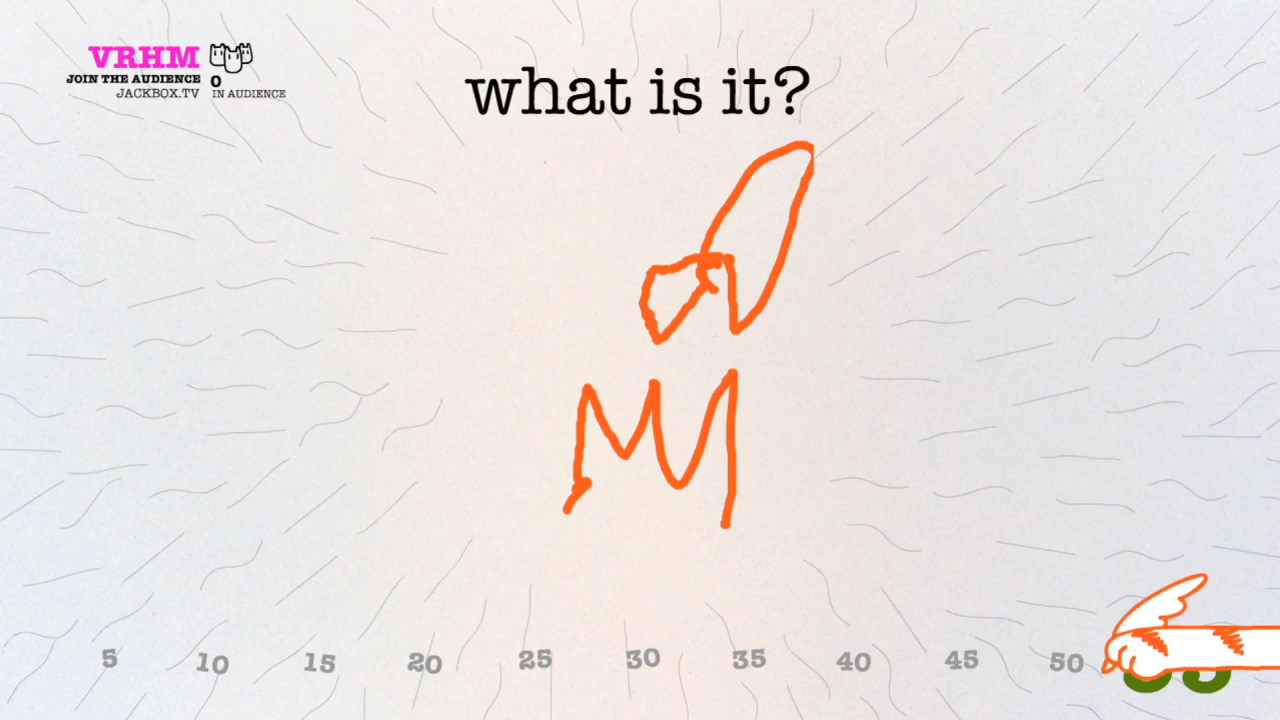 VRHM
JOIN THE AUDIENCE
JACKBOX.TV
0
IN AUDIENCE
what is it?
5 10 15 20 25 30 35 40 45 50